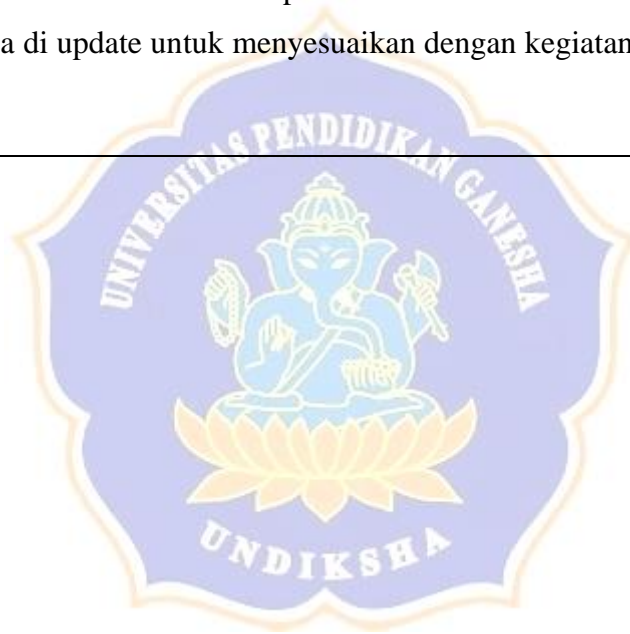 a di update untuk menyesuaikan dengan kegiatan
UNIVERSITAS PENDIDIKAN GANESHA
UNDIKSHA